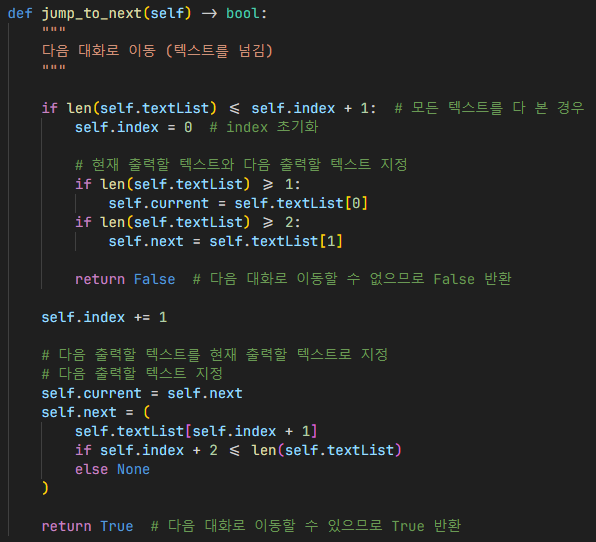 def jump_to_next(self) -> bool:
    """
    다음 대화로 이동 (텍스트를 넘김)
    """

    if len(self.textList) <= self.index + 1:  # 모든 텍스트를 다 본 경우
        self.index = 0  # index 초기화

        # 현재 출력할 텍스트와 다음 출력할 텍스트 지정
        if len(self.textList) >= 1:
            self.current = self.textList[0]
        if len(self.textList) >= 2:
            self.next = self.textList[1]

        return False  # 다음 대화로 이동할 수 없으므로 False 반환

    self.index += 1

    # 다음 출력할 텍스트를 현재 출력할 텍스트로 지정
    # 다음 출력할 텍스트 지정
    self.current = self.next
    self.next = (
        self.textList[self.index + 1]
        if self.index + 2 <= len(self.textList)
        else None
    )

    return True  # 다음 대화로 이동할 수 있으므로 True 반환